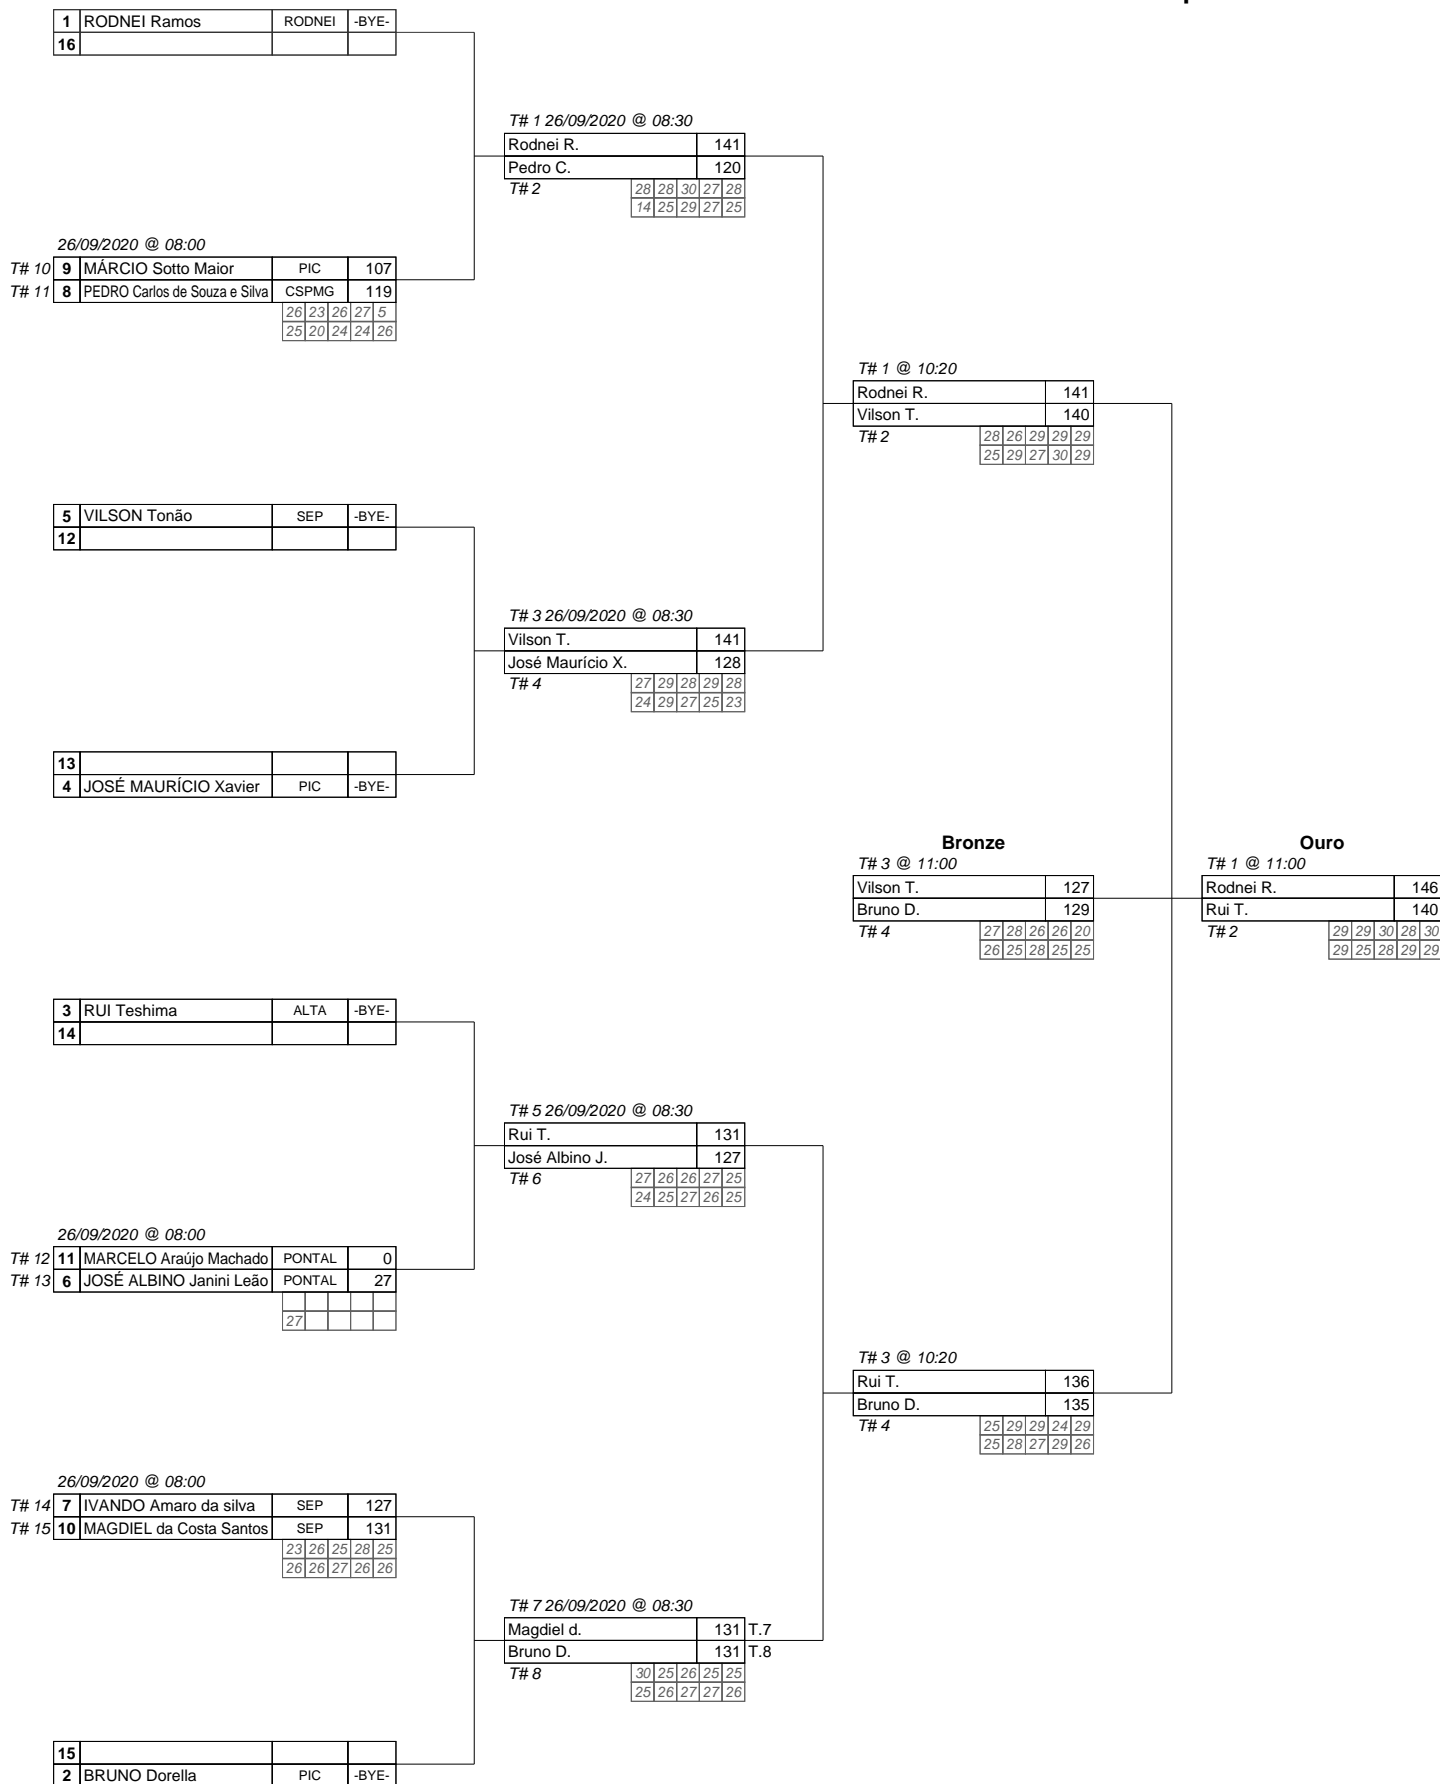 1 RODNEI Ramos RODNEI -BYE-
16
T# 1 26/09/2020 @ 08:30
Rodnei R. 141
Pedro C. 120
T# 2 28 28 30 27 28
14 25 29 27 25
26/09/2020 @ 08:00
T# 10 9 MÁRCIO Sotto Maior PIC 107
T# 11 8 PEDRO Carlos de Souza e Silva CSPMG 119
26 23 26 27 5
25 20 24 24 26
T# 1 @ 10:20
Rodnei R. 141
Vilson T. 140
T# 2 28 26 29 29 29
25 29 27 30 29
5 VILSON Tonão SEP -BYE-
12
T# 3 26/09/2020 @ 08:30
Vilson T. 141
José Maurício X. 128
T# 4 27 29 28 29 28
24 29 27 25 23
13
4 JOSÉ MAURÍCIO Xavier PIC -BYE-
Bronze
T# 3 @ 11:00
Vilson T. 127
Bruno D. 129
T# 4 27 28 26 26 20
26 25 28 25 25
Ouro
T# 1 @ 11:00
Rodnei R. 146
Rui T. 140
T# 2 29 29 30 28 30
29 25 28 29 29
3 RUI Teshima ALTA -BYE-
14
T# 5 26/09/2020 @ 08:30
Rui T. 131
José Albino J. 127
T# 6 27 26 26 27 25
24 25 27 26 25
26/09/2020 @ 08:00
T# 12 11 MARCELO Araújo Machado PONTAL 0
T# 13 6 JOSÉ ALBINO Janini Leão PONTAL 27
27
T# 3 @ 10:20
Rui T. 136
Bruno D. 135
T# 4 25 29 29 24 29
25 28 27 29 26
26/09/2020 @ 08:00
T# 14 7 IVANDO Amaro da silva SEP 127
T# 15 10 MAGDIEL da Costa Santos SEP 131
23 26 25 28 25
26 26 27 26 26
T# 7 26/09/2020 @ 08:30
Magdiel d. 131 T.7
Bruno D. 131 T.8
T# 8 30 25 26 25 25
25 26 27 27 26
15
2 BRUNO Dorella PIC -BYE-